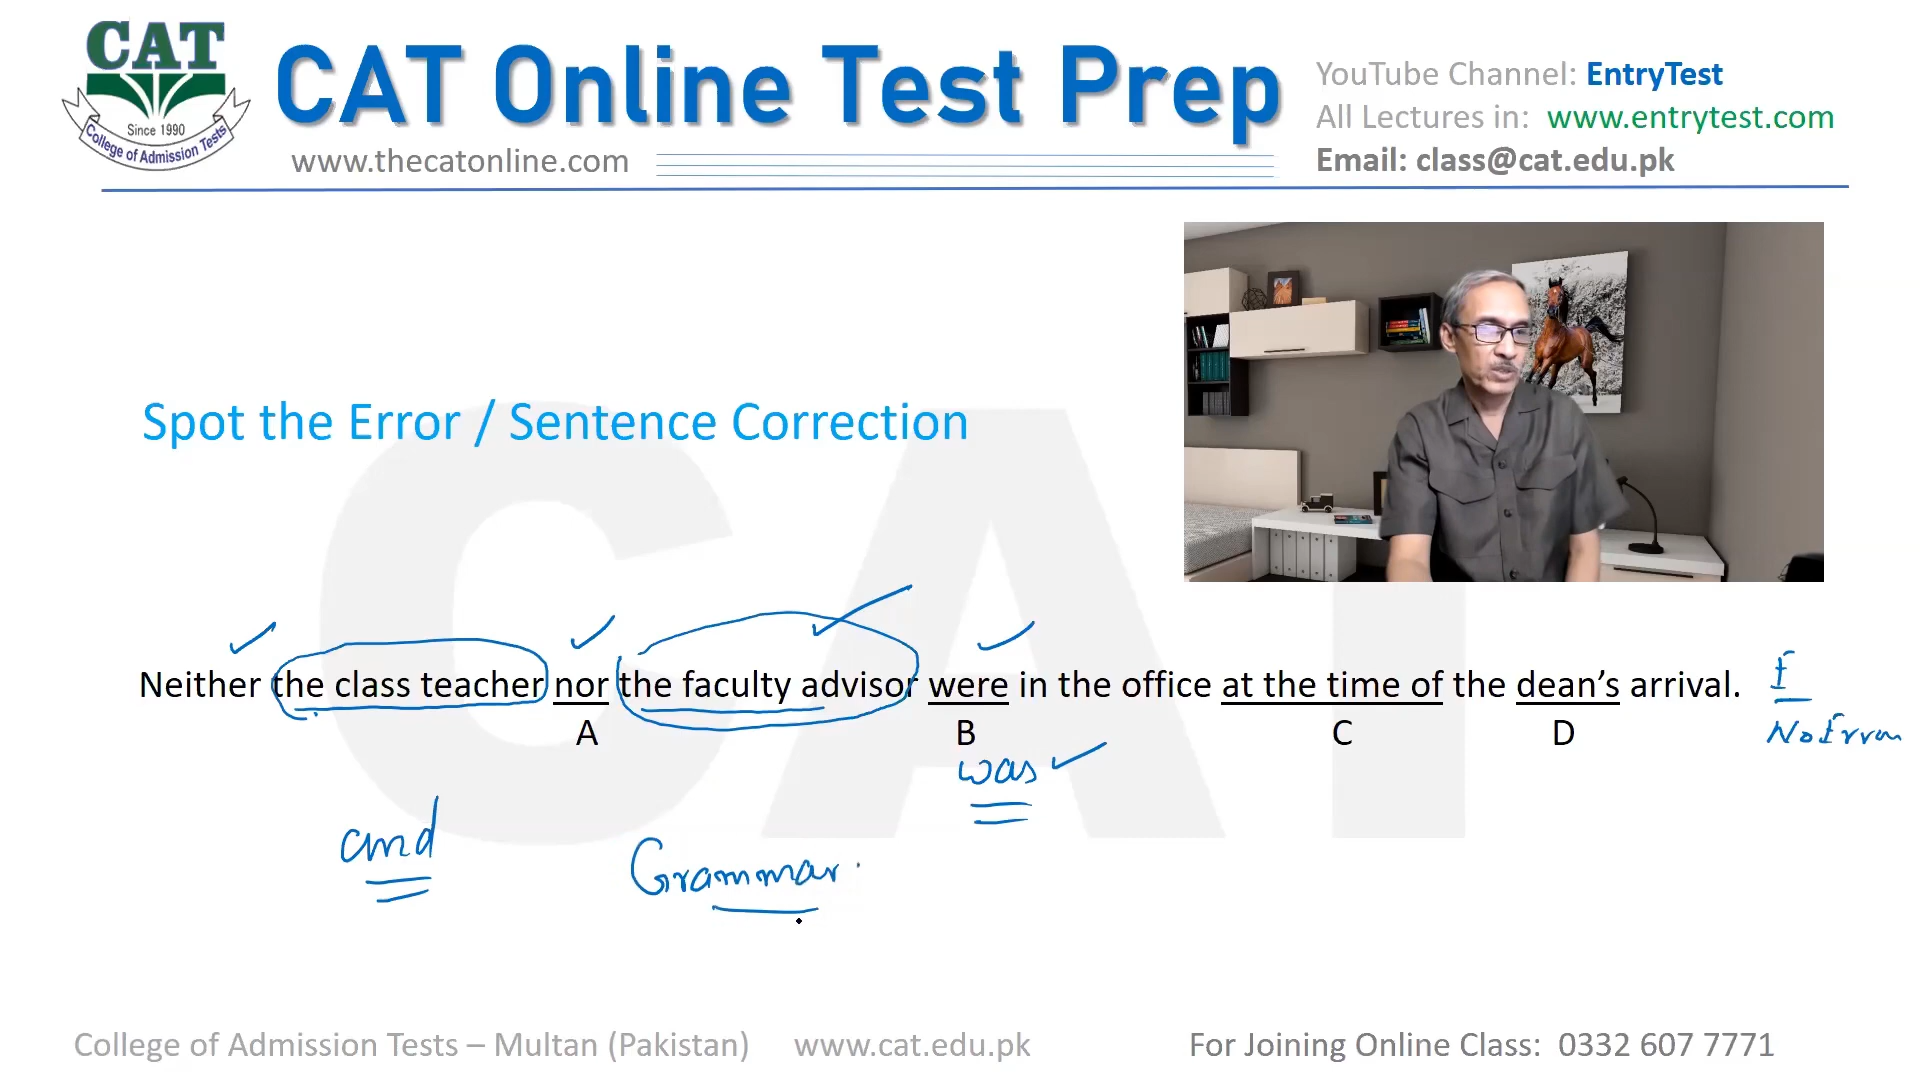 CAT
Since 1990
College of Admission Tests
CAT Online Test Prep
www.thecatonline.com
YouTube Channel: EntryTest
All Lectures in: www.entrytest.com
Email: class@cat.edu.pk
Spot the Error / Sentence Correction
CAT
Neither the class teacher nor the faculty advisor were in the office at the time of the dean's arrival. E
A B C D No Error
was
and
Grammar
College of Admission Tests – Multan (Pakistan) www.cat.edu.pk For Joining Online Class: 0332 607 7771